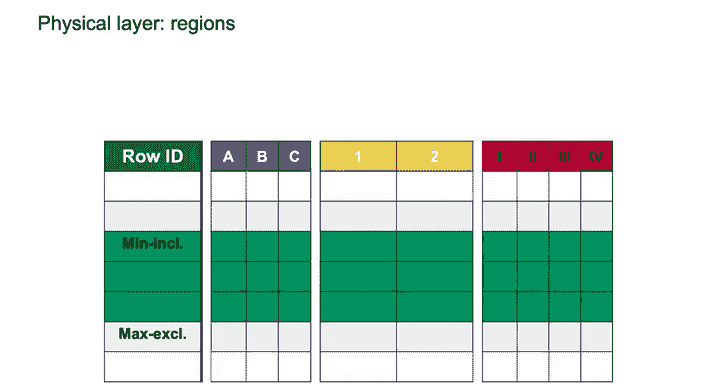 Physical layer: regions
Row ID A B C 1 2 I II III IV
Min-incl.
Max-excl.